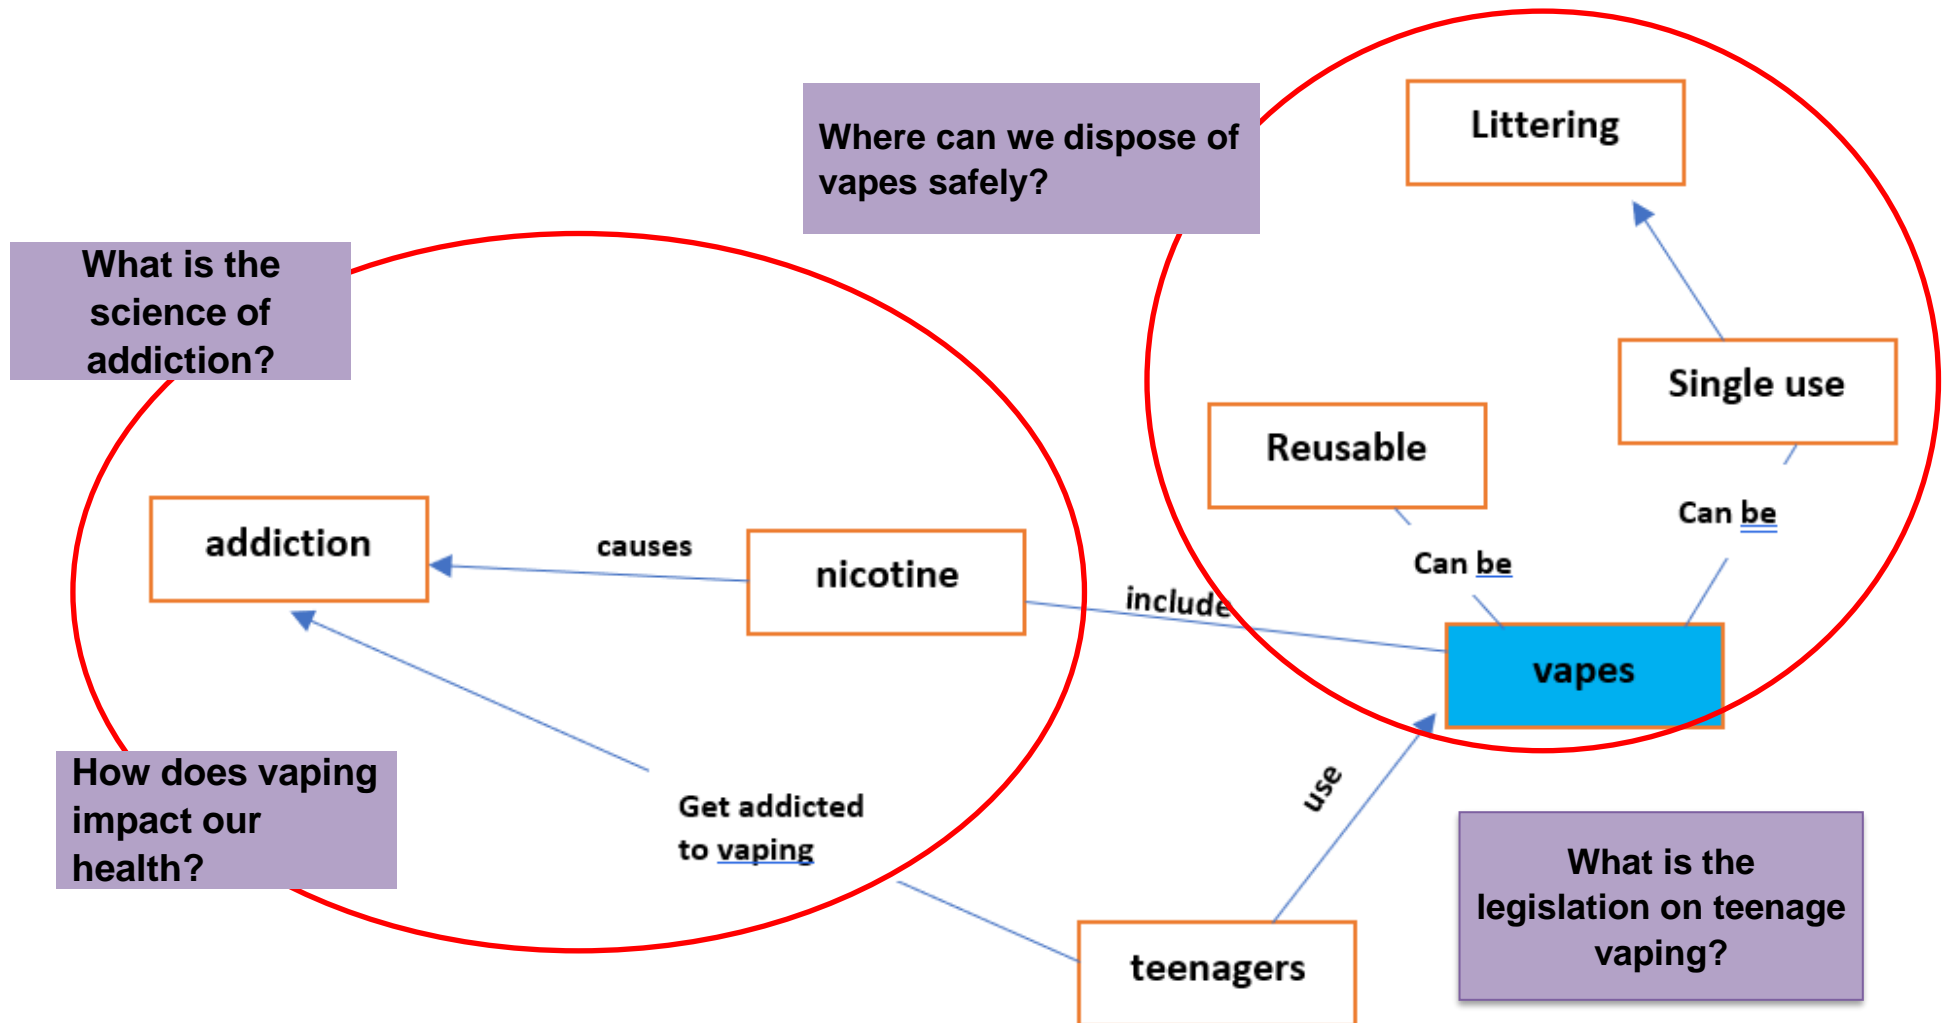 Where can we dispose of
vapes safely?
Littering
What is the
science of
addiction?
Single use
Reusable
Can be
Can be
addiction
causes
nicotine
include
vapes
How does vaping
impact our
health?
Get addicted
to vaping
use
What is the
legislation on teenage
vaping?
teenagers